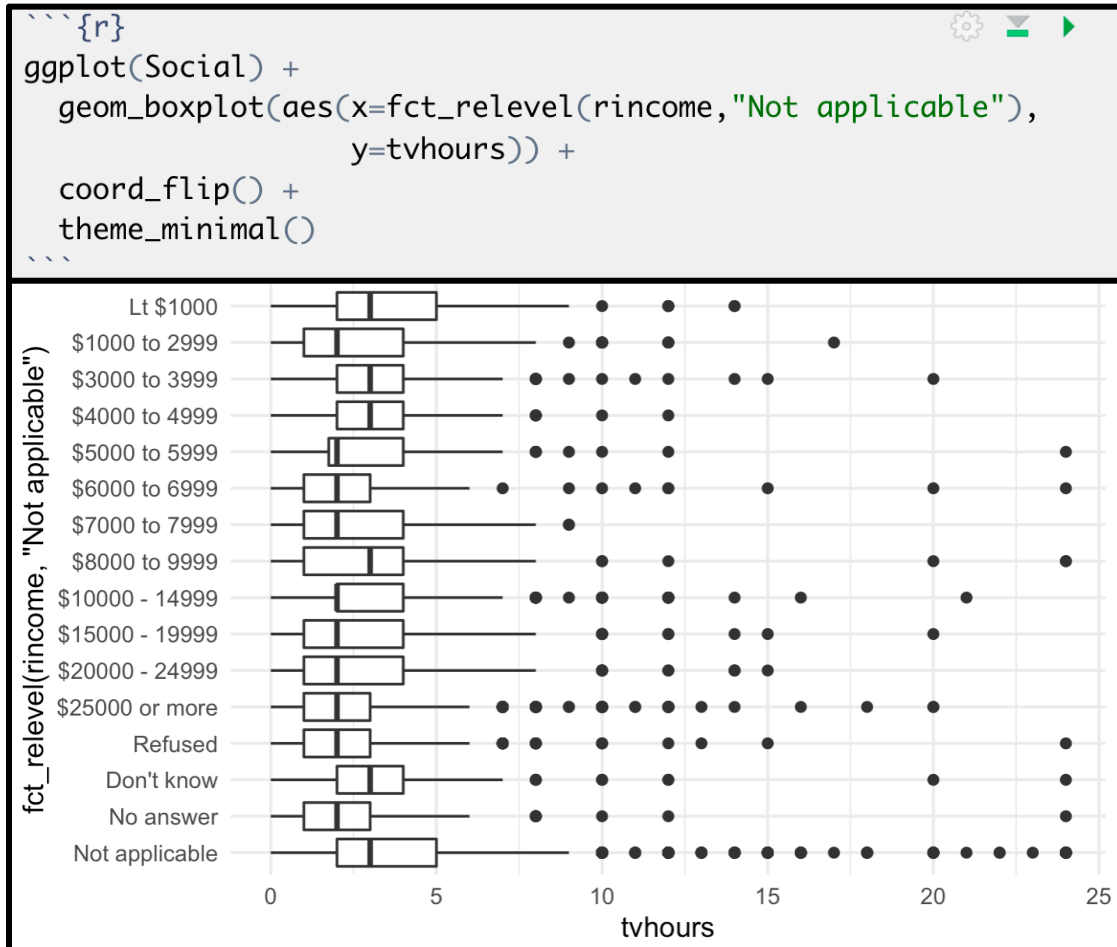 ```{r}
ggplot(Social) +
  geom_boxplot(aes(x=fct_relevel(rincome,"Not applicable"),
                   y=tvhours)) +
  coord_flip() +
  theme_minimal()
```
fct_relevel(rincome, "Not applicable")
Lt $1000
$1000 to 2999
$3000 to 3999
$4000 to 4999
$5000 to 5999
$6000 to 6999
$7000 to 7999
$8000 to 9999
$10000 - 14999
$15000 - 19999
$20000 - 24999
$25000 or more
Refused
Don't know
No answer
Not applicable
0 5 10 15 20 25
tvhours